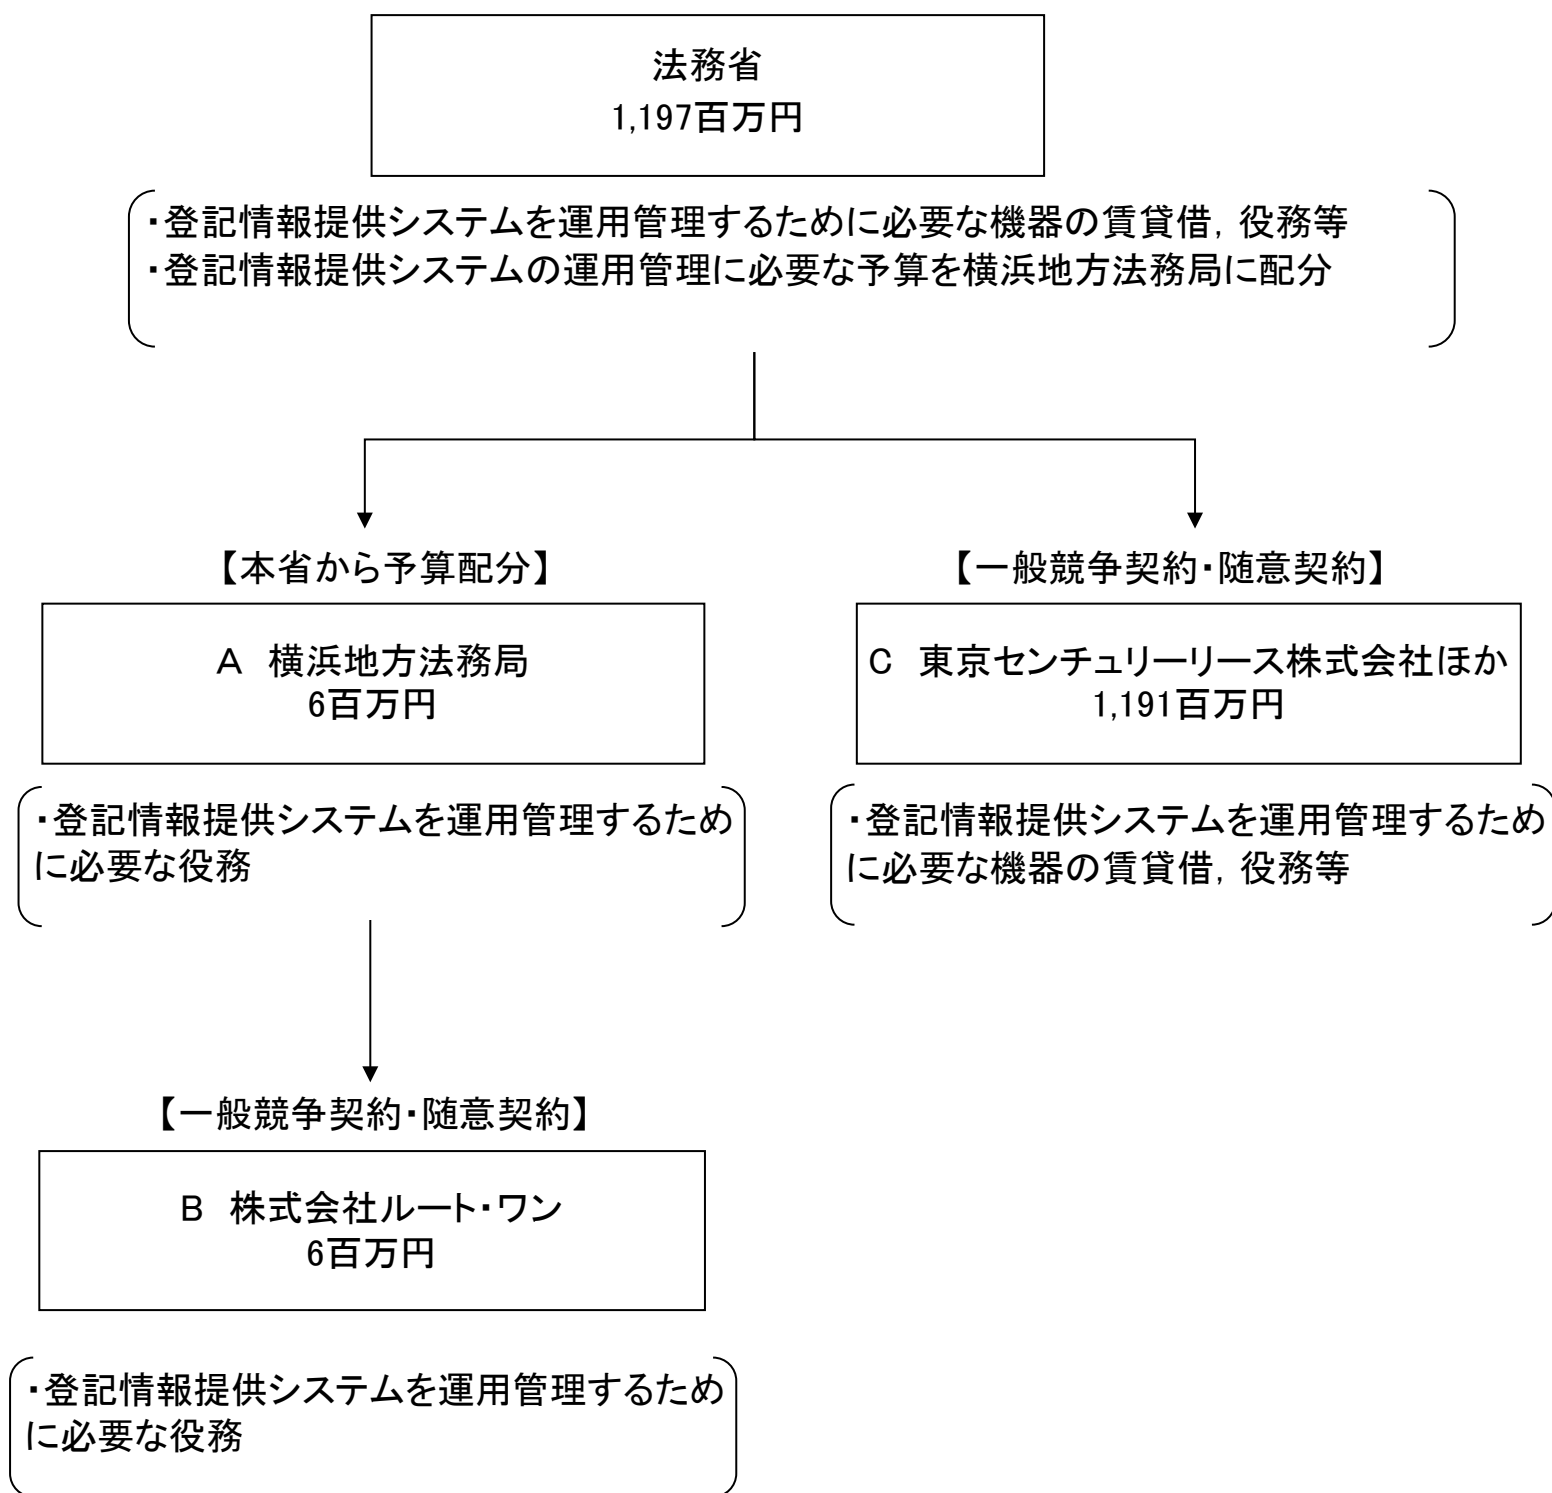 法務省
1,197百万円
・登記情報提供システムを運用管理するために必要な機器の賃貸借，役務等
・登記情報提供システムの運用管理に必要な予算を横浜地方法務局に配分
【本省から予算配分】
A　横浜地方法務局
6百万円
・登記情報提供システムを運用管理するため
に必要な役務
【一般競争契約・随意契約】
C　東京センチュリーリース株式会社ほか
1,191百万円
・登記情報提供システムを運用管理するため
に必要な機器の賃貸借，役務等
【一般競争契約・随意契約】
B　株式会社ルート・ワン
6百万円
・登記情報提供システムを運用管理するため
に必要な役務